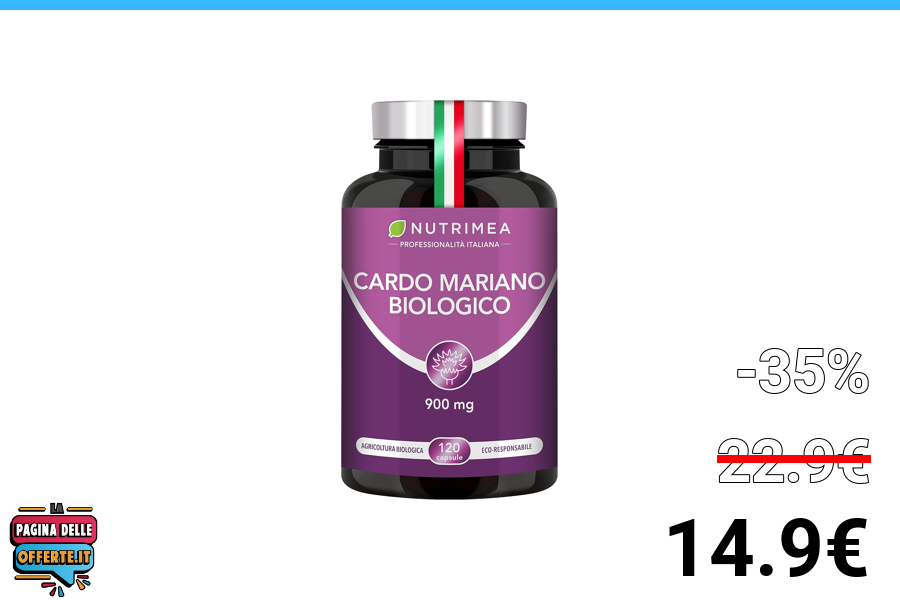 NUTRIMEA
PROFESSIONALITÀ ITALIANA
CARDO MARIANO
BIOLOGICO
900 mg
AGRICOLTURA BIOLOGICA
120
capsule
ECO-RESPONSABILE
-35%
22.9€
14.9€
LA
PAGINA DELLE
OFFERTE.IT